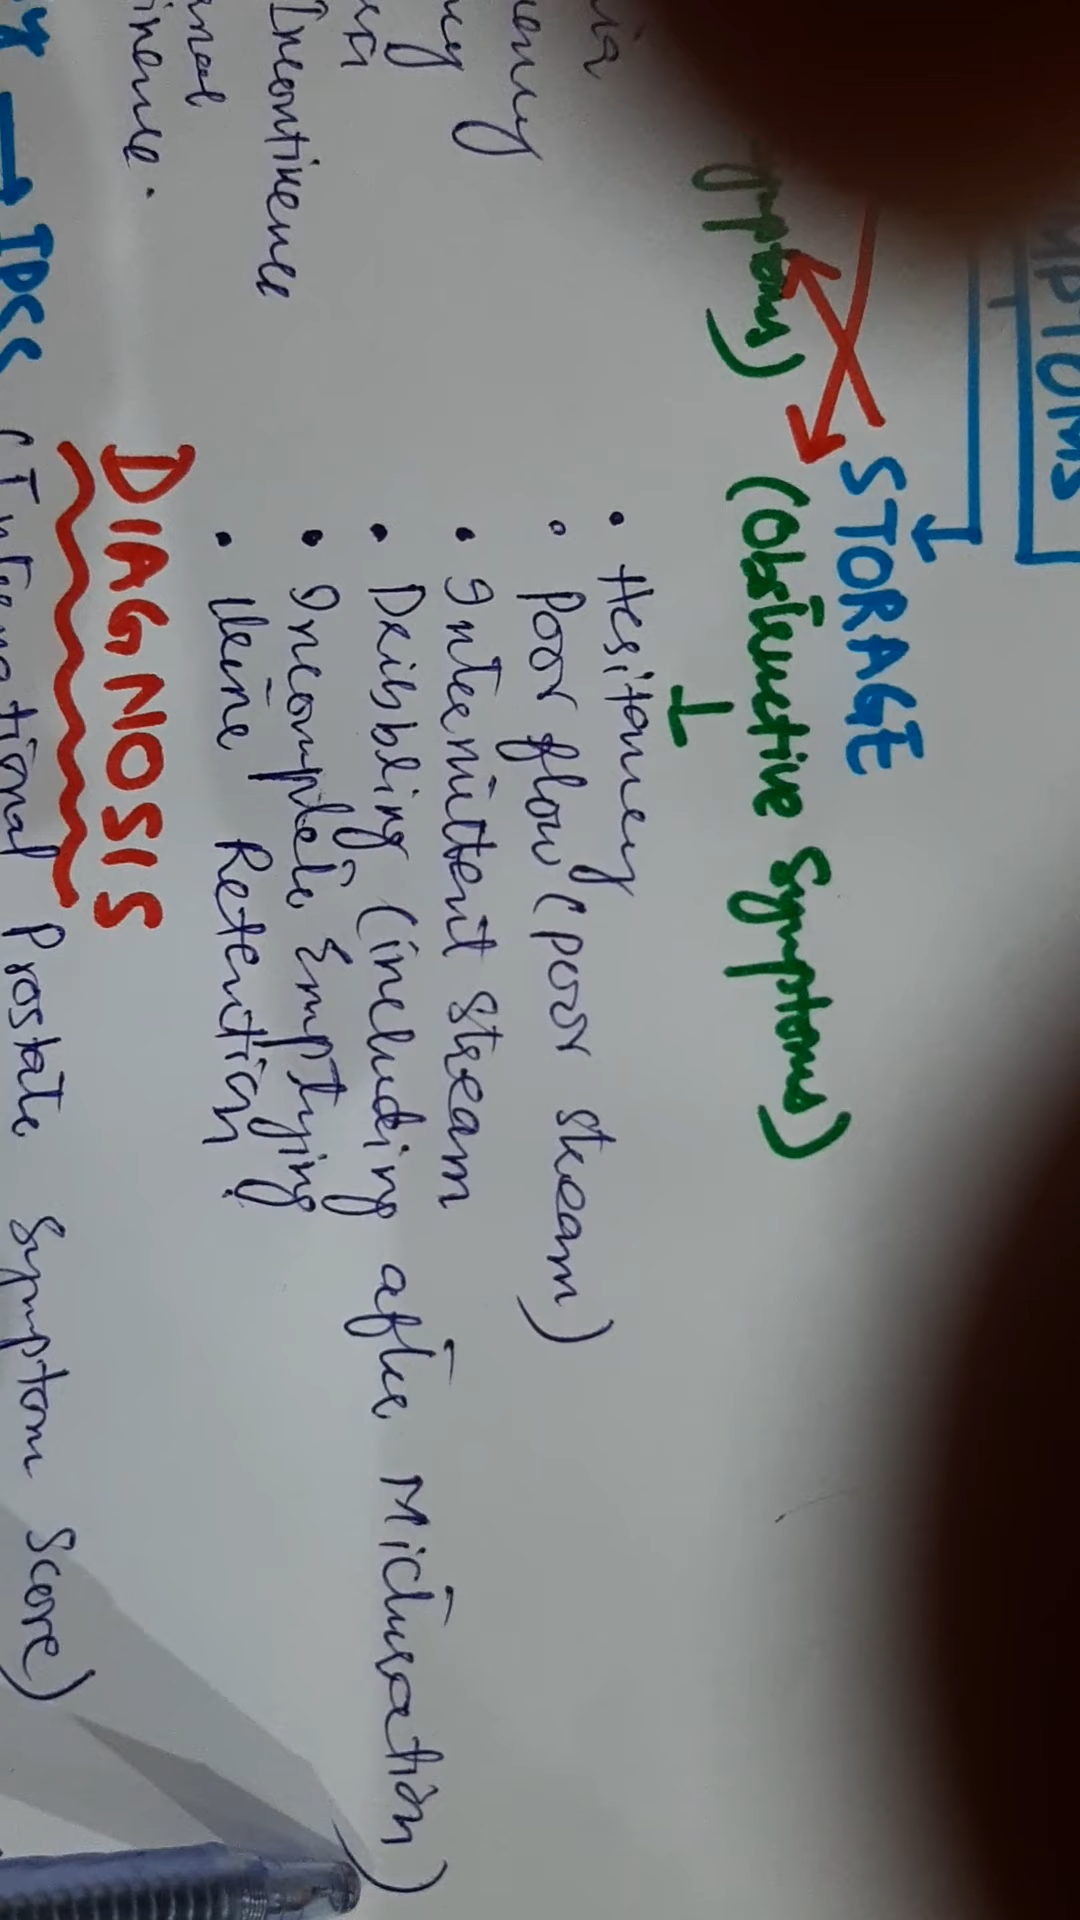 STORAGE
(Obstructive Symptoms)
• Hesitancy
• Poor flow (poor stream)
• Intermittent stream
• Dribbling (including after Micturation)
Incontinence
• Incomplete Emptying
• Urine Retention
DIAGNOSIS
→ IPSS (International Prostate Symptom Score)